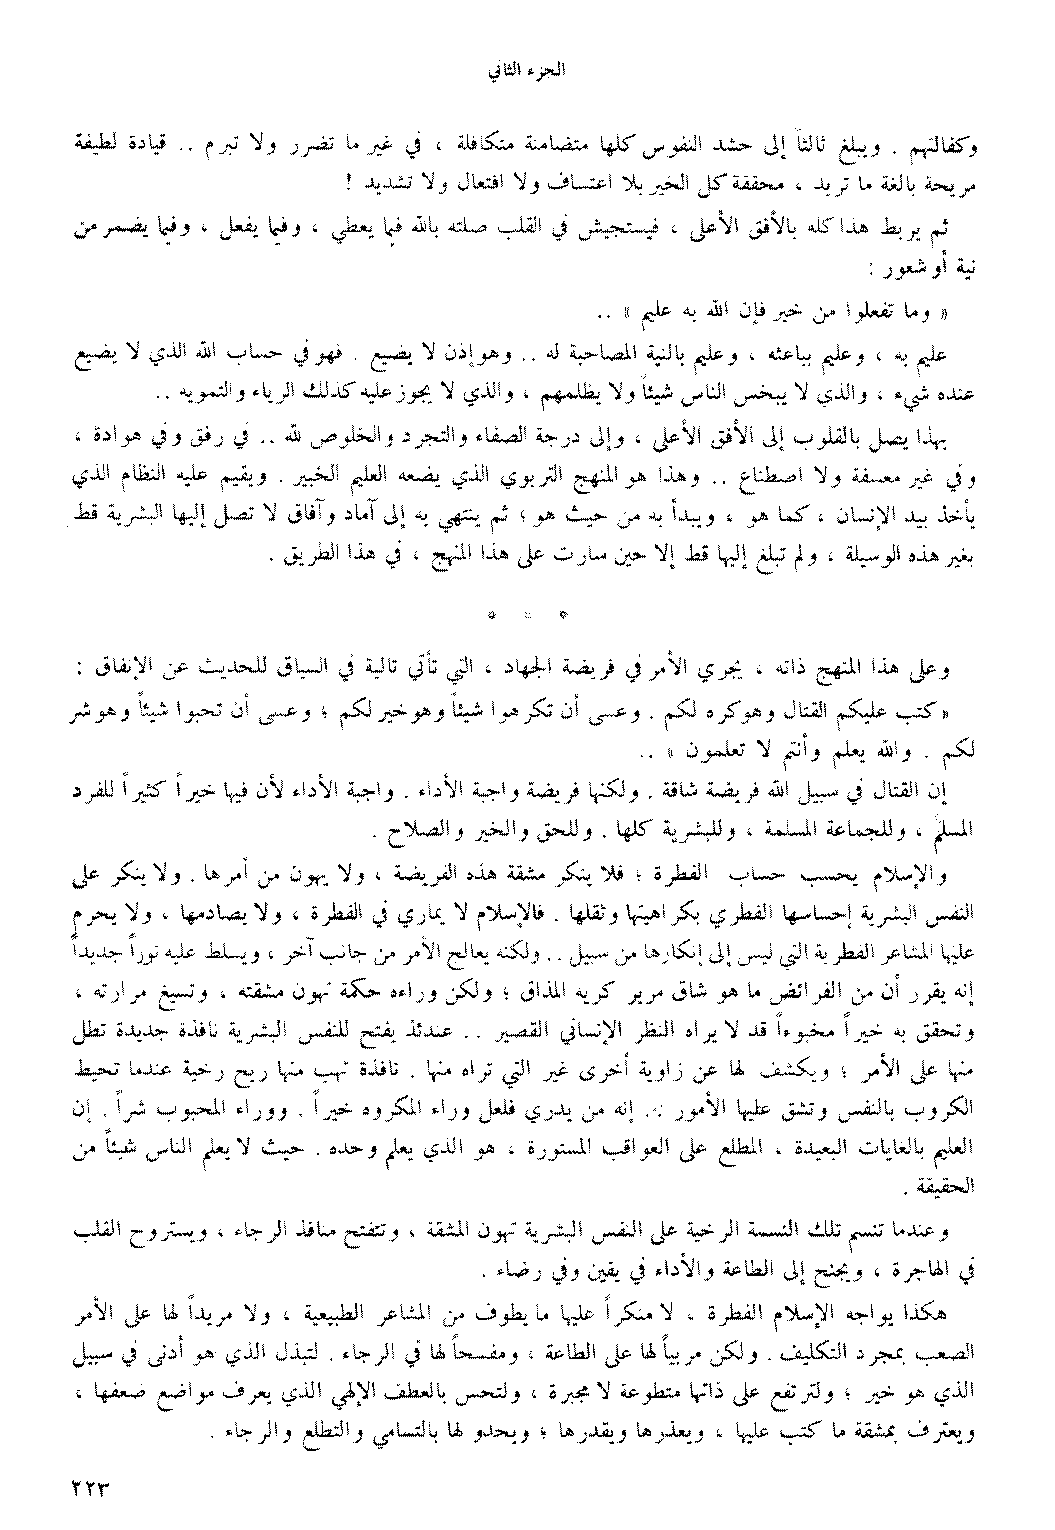 الجزء الثاني
وكفالتهم . ويبلغ ثالثاً إلى حشد النفوس كلها متضامنة متكافلة ، في غير ما تضرر ولا تبرم .. قيادة لطيفة
مريحة بالغة ما تريد ، محققة كل الخير بلا اعتساف ولا افتعال ولا تشديد !
ثم يربط هذا كله بالأفق الأعلى ، فيستجيش في القلب صلته بالله فيما يعطي ، وفيما يفعل ، وفيما يضمر من
نية أو شعور :
« وما تفعلوا من خير فإن الله به عليم » ..
عليم به ، وعليم بباعثه ، وعليم بالنية المصاحبة له .. وهو إذن لا يضيع . فهو في حساب الله الذي لا يضيع
عنده شيء ، والذي لا يبخس الناس شيئاً ولا يظلمهم ، والذي لا يجوز عليه كذلك الرياء والتمويه ..
بهذا يصل بالقلوب إلى الأفق الأعلى ، وإلى درجة الصفاء والتجرد والخلوص لله .. في رفق وفي هوادة ،
وفي غير معسفة ولا اصطناع .. وهذا هو المنهج التربوي الذي يضعه العليم الخبير . ويقيم عليه النظام الذي
يأخذ بيد الإنسان ، كما هو ، ويبدأ به من حيث هو ؛ ثم ينتهي به إلى آماد وآفاق لا تصل إليها البشرية قط
بغير هذه الوسيلة ، ولم تبلغ إليها قط إلا حين سارت على هذا المنهج ، في هذا الطريق .
* * *
وعلى هذا المنهج ذاته ، يجري الأمر في فريضة الجهاد ، التي تأتي تالية في السياق للحديث عن الإنفاق :
« كتب عليكم القتال وهو كره لكم . وعسى أن تكرهوا شيئاً وهو خير لكم ؛ وعسى أن تحبوا شيئاً وهو شر
لكم . والله يعلم وأنتم لا تعلمون » ..
إن القتال في سبيل الله فريضة شاقة . ولكنها فريضة واجبة الأداء . واجبة الأداء لأن فيها خيراً كثيراً للفرد
المسلم ، وللجماعة المسلمة ، وللبشرية كلها . وللحق والخير والصلاح .
والإسلام يحسب حساب الفطرة ؛ فلا ينكر مشقة هذه الفريضة ، ولا يهون من أمرها . ولا ينكر على
النفس البشرية إحساسها الفطري بكراهيتها وثقلها . فالإسلام لا يماري في الفطرة ، ولا يصادمها ، ولا يحرم
عليها المشاعر الفطرية التي ليس إلى إنكارها من سبيل .. ولكنه يعالج الأمر من جانب آخر ، ويسلط عليه نوراً جديداً
إنه يقرر أن من الفرائض ما هو شاق مرير كريه المذاق ؛ ولكن وراءه حكمة تهون مشقته ، وتسيغ مرارته ،
وتحقق به خيراً مخبوءاً قد لا يراه النظر الإنساني القصير .. عندئذ يفتح للنفس البشرية نافذة جديدة تطل
منها على الأمر ؛ ويكشف لها عن زاوية أخرى غير التي تراه منها . نافذة تهب منها ريح رخية عندما تحيط
الكروب بالنفس وتشق عليها الأمور .. إنه من يدري فلعل وراء المكروه خيراً . ووراء المحبوب شراً . إن
العليم بالغايات البعيدة ، المطلع على العواقب المستورة ، هو الذي يعلم وحده . حيث لا يعلم الناس شيئاً من
الحقيقة .
وعندما تنسم تلك النسمة الرخية على النفس البشرية تهون المشقة ، وتتفتح منافذ الرجاء ، ويستروح القلب
في الهاجرة ، ويجنح إلى الطاعة والأداء في يقين وفي رضاء .
هكذا يواجه الإسلام الفطرة ، لا منكراً عليها ما يطوف من المشاعر الطبيعية ، ولا مريداً لها على الأمر
الصعب بمجرد التكليف . ولكن مربياً لها على الطاعة ، ومفسحاً لها في الرجاء . لتبذل الذي هو أدنى في سبيل
الذي هو خير ؛ ولترتفع على ذاتها متطوعة لا مجبرة ، ولتحس بالعطف الإلهي الذي يعرف مواضع ضعفها ،
ويعترف بمشقة ما كتب عليها ، ويعذرها ويقدرها ؛ ويحدو لها بالتسامي والتطلع والرجاء .
٢٢٣